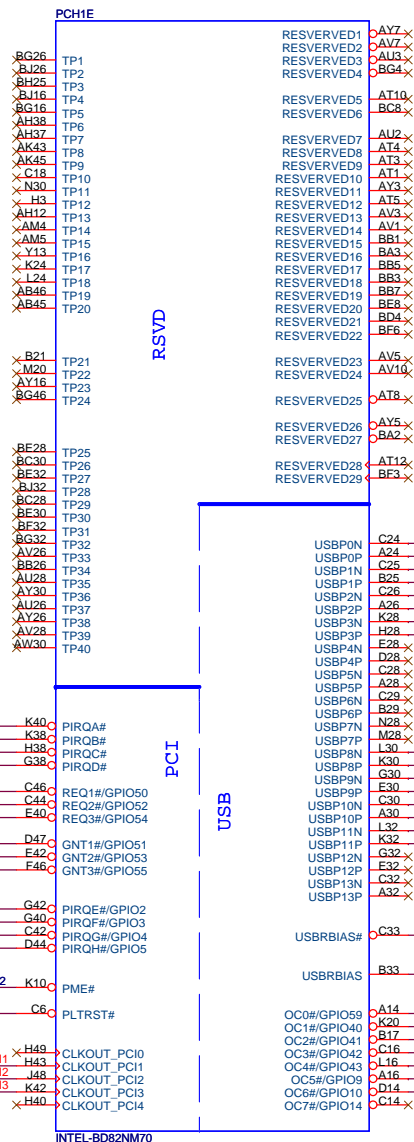 PCH1E
BG26 TP1
BJ26 TP2
BH25 TP3
BJ16 TP4
BG16 TP5
AH38 TP6
AH37 TP7
AK43 TP8
AK45 TP9
C18 TP10
N30 TP11
H3 TP12
AH12 TP13
AM4 TP14
AM5 TP15
Y13 TP16
K24 TP17
L24 TP18
AB46 TP19
AB45 TP20
B21 TP21
M20 TP22
AY16 TP23
BG46 TP24
BE28 TP25
BC30 TP26
BE32 TP27
BJ32 TP28
BC28 TP29
BE30 TP30
BF32 TP31
BG32 TP32
AV26 TP33
BB26 TP34
AU28 TP35
AY30 TP36
AU26 TP37
AY26 TP38
AV28 TP39
AW30 TP40
K40 PIRQA#
K38 PIRQB#
H38 PIRQC#
G38 PIRQD#
C46 REQ1#/GPIO50
C44 REQ2#/GPIO52
E40 REQ3#/GPIO54
D47 GNT1#/GPIO51
E42 GNT2#/GPIO53
F46 GNT3#/GPIO55
G42 PIRQE#/GPIO2
G40 PIRQF#/GPIO3
C42 PIRQG#/GPIO4
D44 PIRQH#/GPIO5
K10 PME#
C6 PLTRST#
H49 CLKOUT_PCI0
H43 CLKOUT_PCI1
J48 CLKOUT_PCI2
K42 CLKOUT_PCI3
H40 CLKOUT_PCI4
RSVD
PCI
USB
RESVERVED1 AY7
RESVERVED2 AV7
RESVERVED3 AU3
RESVERVED4 BG4
RESVERVED5 AT10
RESVERVED6 BC8
RESVERVED7 AU2
RESVERVED8 AT4
RESVERVED9 AT3
RESVERVED10 AT1
RESVERVED11 AY3
RESVERVED12 AT5
RESVERVED13 AV3
RESVERVED14 AV1
RESVERVED15 BB1
RESVERVED16 BA3
RESVERVED17 BB5
RESVERVED18 BB3
RESVERVED19 BB7
RESVERVED20 BE8
RESVERVED21 BD4
RESVERVED22 BF6
RESVERVED23 AV5
RESVERVED24 AV10
RESVERVED25 AT8
RESVERVED26 AY5
RESVERVED27 BA2
RESVERVED28 AT12
RESVERVED29 BF3
USBP0N C24
USBP0P A24
USBP1N C25
USBP1P B25
USBP2N C26
USBP2P A26
USBP3N K28
USBP3P H28
USBP4N E28
USBP4P D28
USBP5N C28
USBP5P A28
USBP6N C29
USBP6P B29
USBP7N N28
USBP7P M28
USBP8N L30
USBP8P K30
USBP9N G30
USBP9P E30
USBP10N C30
USBP10P A30
USBP11N L32
USBP11P K32
USBP12N G32
USBP12P E32
USBP13N C32
USBP13P A32
USBRBIAS# C33
USBRBIAS B33
OC0#/GPIO59 A14
OC1#/GPIO40 K20
OC2#/GPIO41 B17
OC3#/GPIO42 C16
OC4#/GPIO43 L16
OC5#/GPIO9 A16
OC6#/GPIO10 D14
OC7#/GPIO14 C14
INTEL-BD82NM70